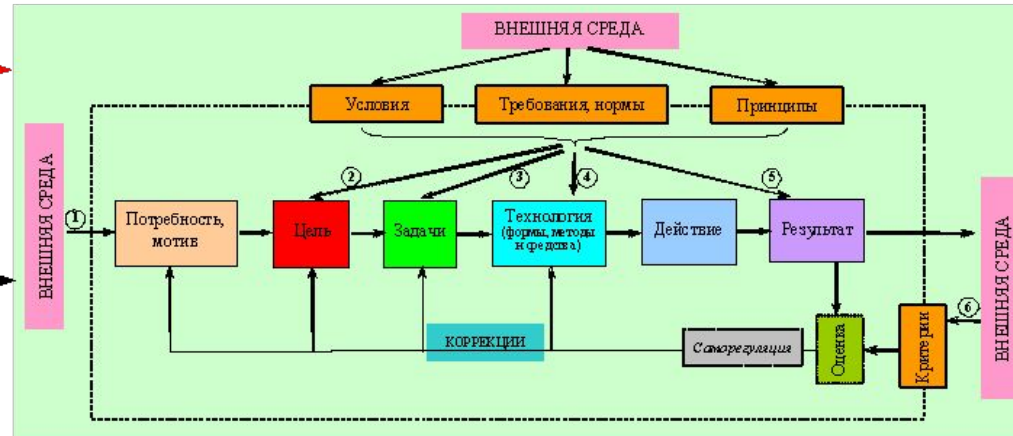 ВНЕШНЯЯ СРЕДА
Условия
Требования, нормы
Принципы
ВНЕШНЯЯ СРЕДА
1
2
3
4
5
Потребность,
мотив
Цель
Задачи
Технология
(формы, методы
и средства)
Действие
Результат
ВНЕШНЯЯ СРЕДА
6
КОРРЕКЦИИ
Саморегуляция
Оценка
Критерии